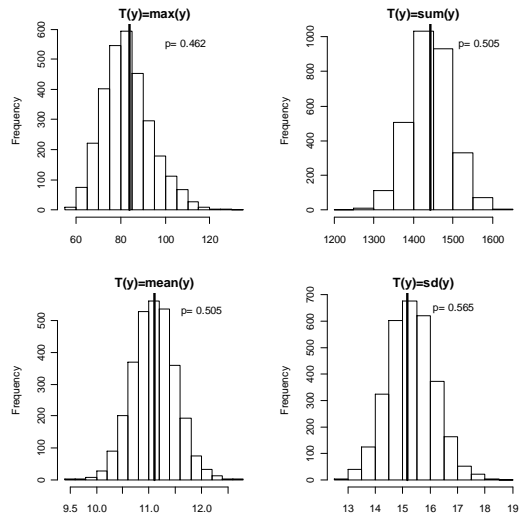 T(y)=max(y)
p= 0.462
Frequency
0 100 200 300 400 500 600
60 80 100 120
T(y)=sum(y)
p= 0.505
Frequency
0 200 400 600 800 1000
1200 1300 1400 1500 1600
T(y)=mean(y)
p= 0.505
Frequency
0 100 200 300 400 500
9.5 10.0 11.0 12.0
T(y)=sd(y)
p= 0.565
Frequency
0 100 200 300 400 500 600 700
13 14 15 16 17 18 19